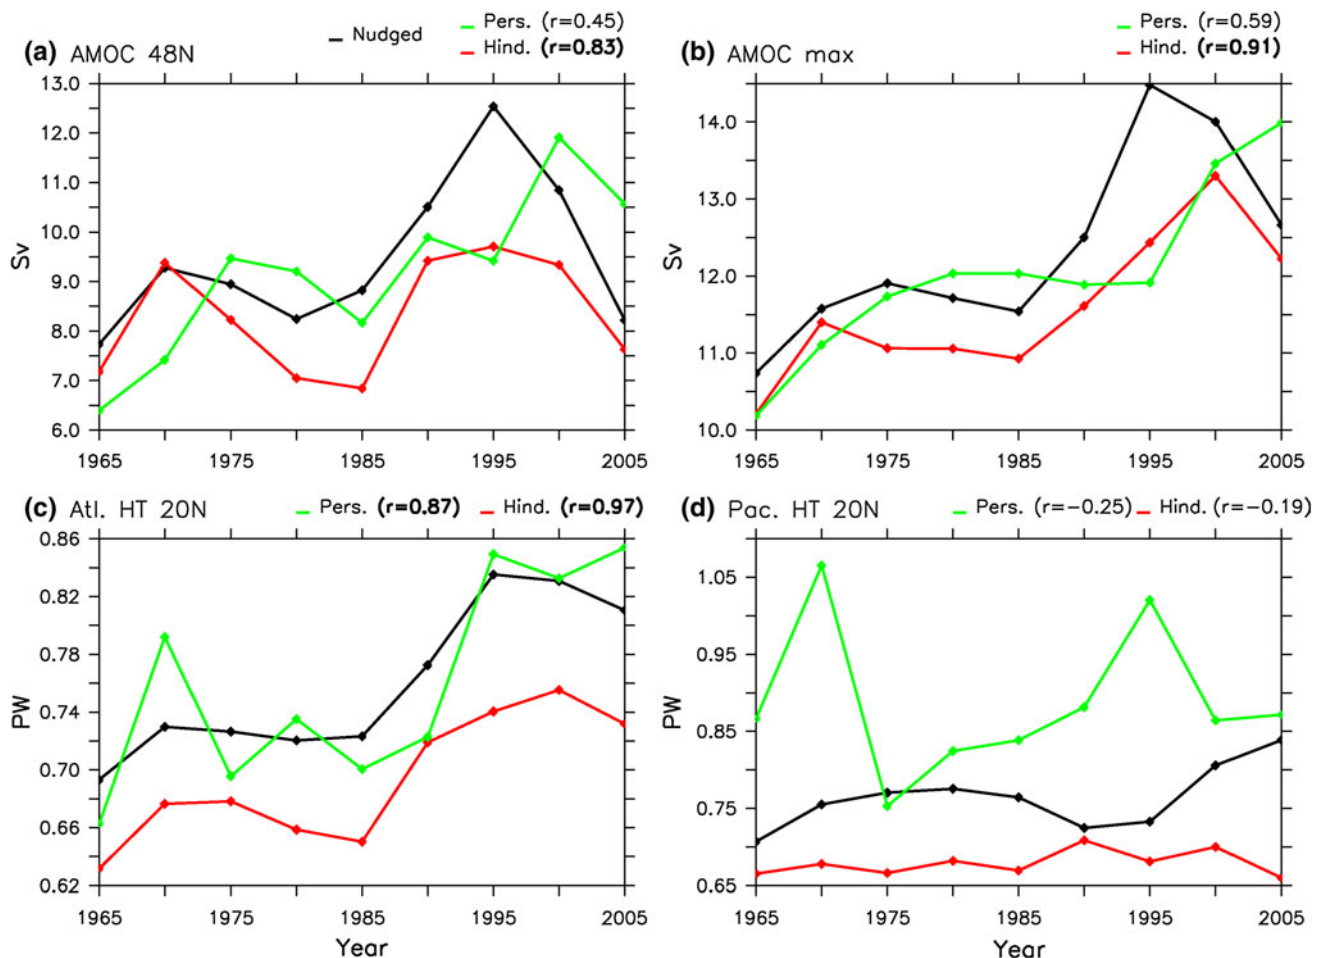 Nudged
Pers. (r=0.45)
Hind. (r=0.83)
(a) AMOC 48N
13.0
12.0
11.0
10.0
9.0
8.0
7.0
6.0
Sv
1965 1975 1985 1995 2005
Pers. (r=0.59)
Hind. (r=0.91)
(b) AMOC max
14.0
13.0
12.0
11.0
10.0
Sv
1965 1975 1985 1995 2005
(c) Atl. HT 20N Pers. (r=0.87) Hind. (r=0.97)
0.86
0.82
0.78
0.74
0.70
0.66
0.62
PW
1965 1975 1985 1995 2005
Year
(d) Pac. HT 20N Pers. (r=−0.25) Hind. (r=−0.19)
1.05
0.95
0.85
0.75
0.65
PW
1965 1975 1985 1995 2005
Year